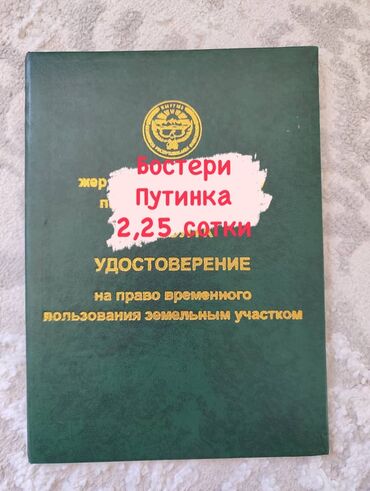 Бостери
Путинка
2,25 сотки
УДОСТОВЕРЕНИЕ
на право временного
пользования земельным участком